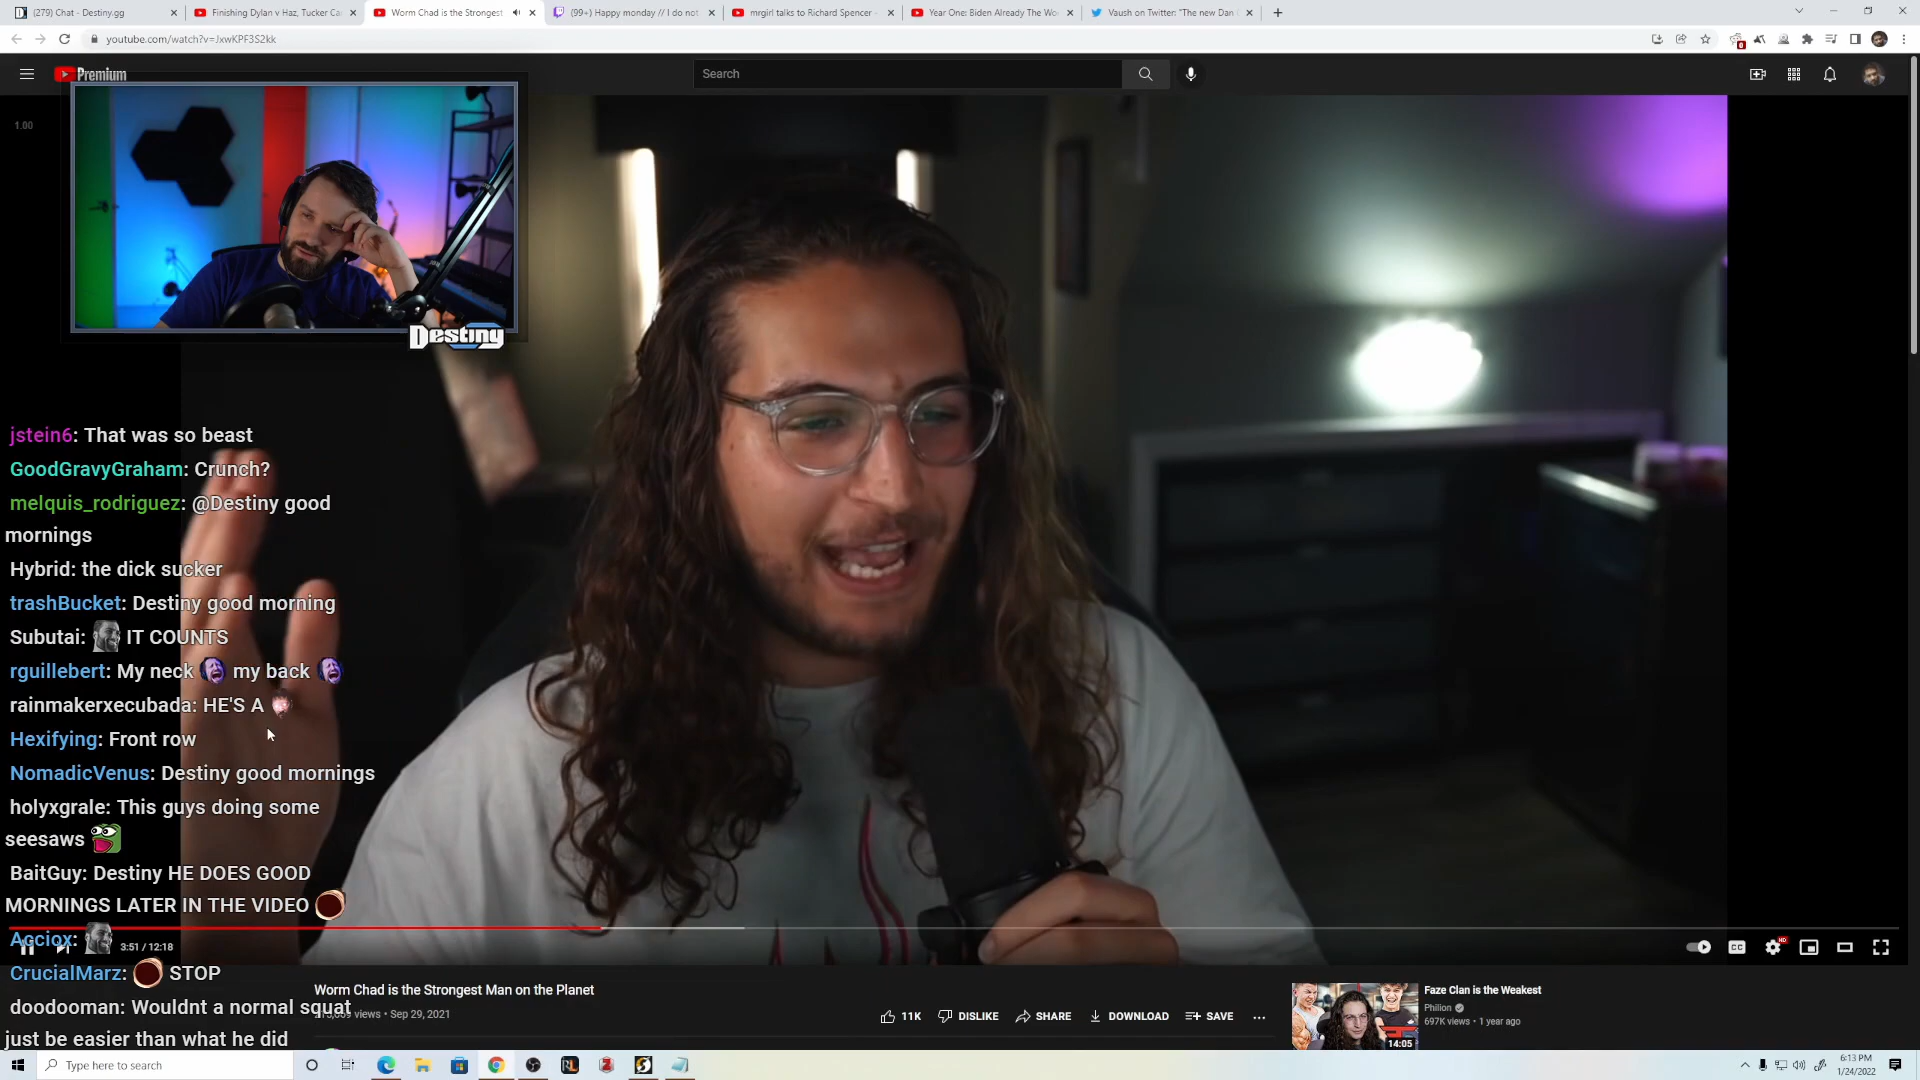 (279) Chat - Destiny.gg
Finishing Dylan v Haz, Tucker Ca
Worm Chad is the Strongest
(99+) Happy monday // I do not
mrgirl talks to Richard Spencer -
Year One: Biden Already The Wo
Vaush on Twitter: "The new Dan
youtube.com/watch?v=JxwKPF3S2kk
Premium
Search
1.00
Destiny
jstein6: That was so beast
GoodGravyGraham: Crunch?
melquis_rodriguez: @Destiny good
mornings
Hybrid: the dick sucker
trashBucket: Destiny good morning
Subutai: IT COUNTS
rguillebert: My neck my back
rainmakerxecubada: HE'S A
Hexifying: Front row
NomadicVenus: Destiny good mornings
holyxgrale: This guys doing some
seesaws
BaitGuy: Destiny HE DOES GOOD
MORNINGS LATER IN THE VIDEO
Acciox:
3:51 / 12:18
CC
HD
CrucialMarz: STOP
doodooman: Wouldnt a normal squat
just be easier than what he did
Worm Chad is the Strongest Man on the Planet
views • Sep 29, 2021
11K
DISLIKE
SHARE
DOWNLOAD
SAVE
Faze Clan is the Weakest
Philion
697K views • 1 year ago
14:05
Type here to search
6:13 PM
1/24/2022